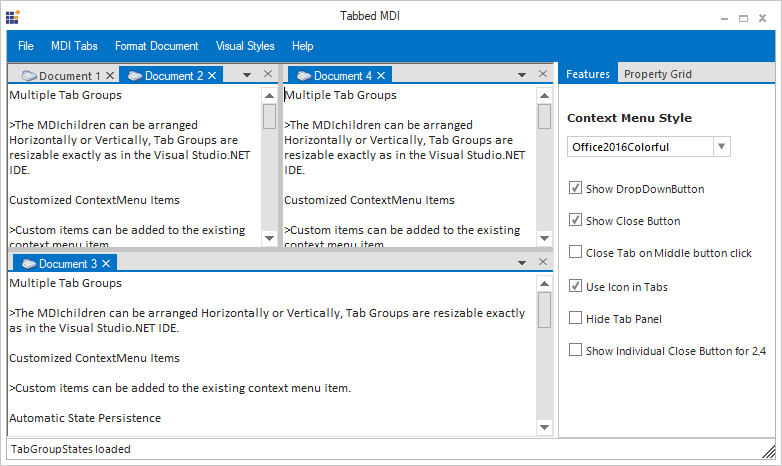 Tabbed MDI
File MDI Tabs Format Document Visual Styles Help
Document 1 Document 2
Multiple Tab Groups
>The MDIchildren can be arranged
Horizontally or Vertically, Tab Groups are
resizable exactly as in the Visual Studio.NET
IDE.
Customized ContextMenu Items
>Custom items can be added to the existing
context menu item.
Document 4
Multiple Tab Groups
>The MDIchildren can be arranged
Horizontally or Vertically, Tab Groups are
resizable exactly as in the Visual Studio.NET
IDE.
Customized ContextMenu Items
>Custom items can be added to the existing
context menu item.
Document 3
Multiple Tab Groups
>The MDIchildren can be arranged Horizontally or Vertically, Tab Groups are resizable exactly
as in the Visual Studio.NET IDE.
Customized ContextMenu Items
>Custom items can be added to the existing context menu item.
Automatic State Persistence
Features Property Grid
Context Menu Style
Office2016Colorful
Show DropDownButton
Show Close Button
Close Tab on Middle button click
Use Icon in Tabs
Hide Tab Panel
Show Individual Close Button for 2,4
TabGroupStates loaded